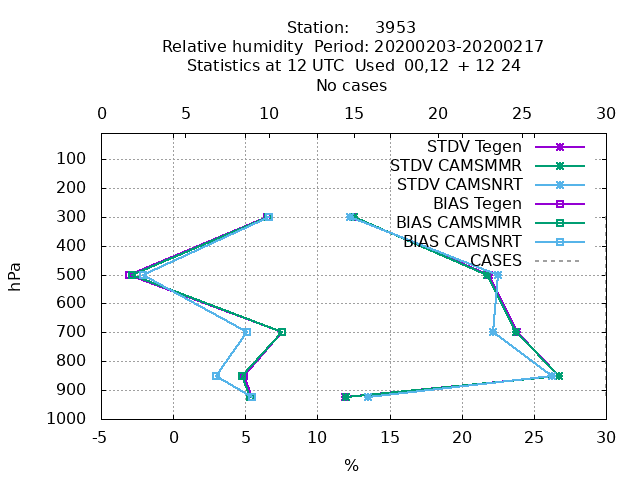 Station: 3953
Relative humidity Period: 20200203-20200217
Statistics at 12 UTC Used 00,12 + 12 24
No cases
0 5 10 15 20 25 30
STDV Tegen
100
STDV CAMSMMR
STDV CAMSNRT
200
BIAS Tegen
300
BIAS CAMSMMR
400
BIAS CAMSNRT
CASES
500
hPa
600
700
800
900
1000
-5 0 5 10 15 20 25 30
%